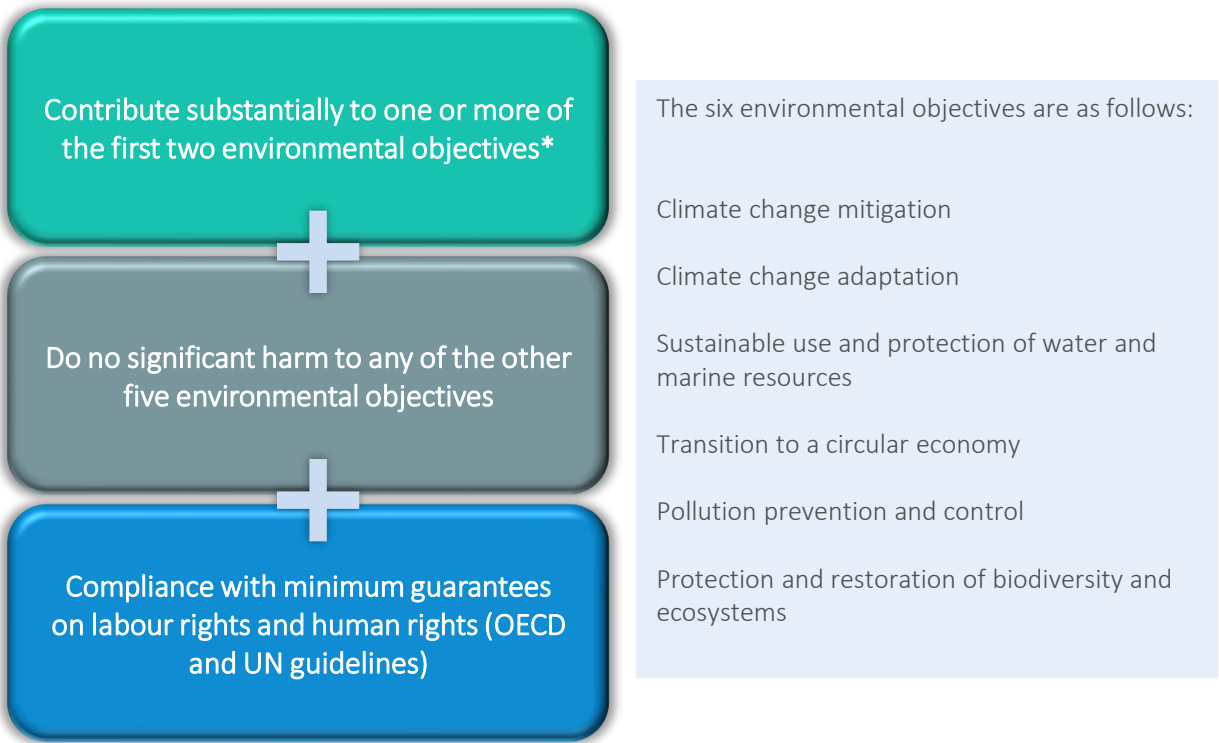 Contribute substantially to one or more of
the first two environmental objectives*
Do no significant harm to any of the other
five environmental objectives
Compliance with minimum guarantees
on labour rights and human rights (OECD
and UN guidelines)
The six environmental objectives are as follows:
Climate change mitigation
Climate change adaptation
Sustainable use and protection of water and
marine resources
Transition to a circular economy
Pollution prevention and control
Protection and restoration of biodiversity and
ecosystems